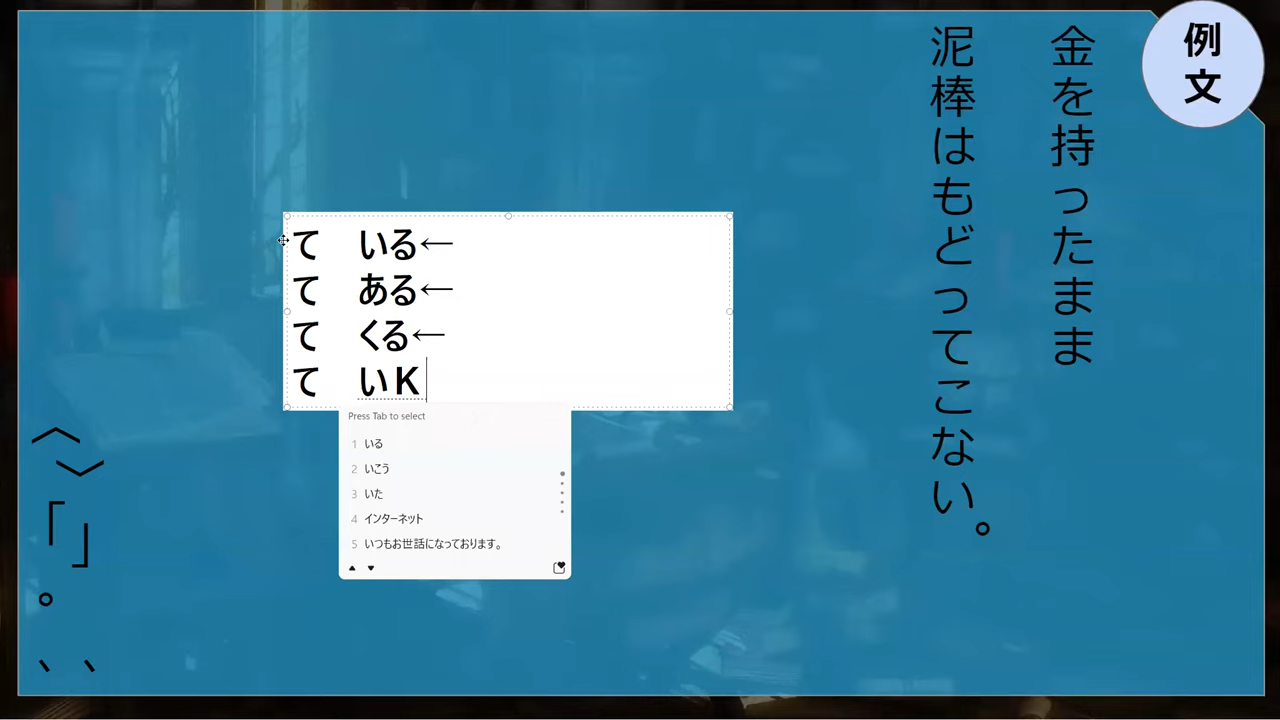 例
文
金を持ったまま
泥棒はもどってこない。
て　いる←
て　ある←
て　くる←
て　いK
Press Tab to select
1 いる
2 いこう
3 いた
4 インターネット
5 いつもお世話になっております。
〈〉「」。、、